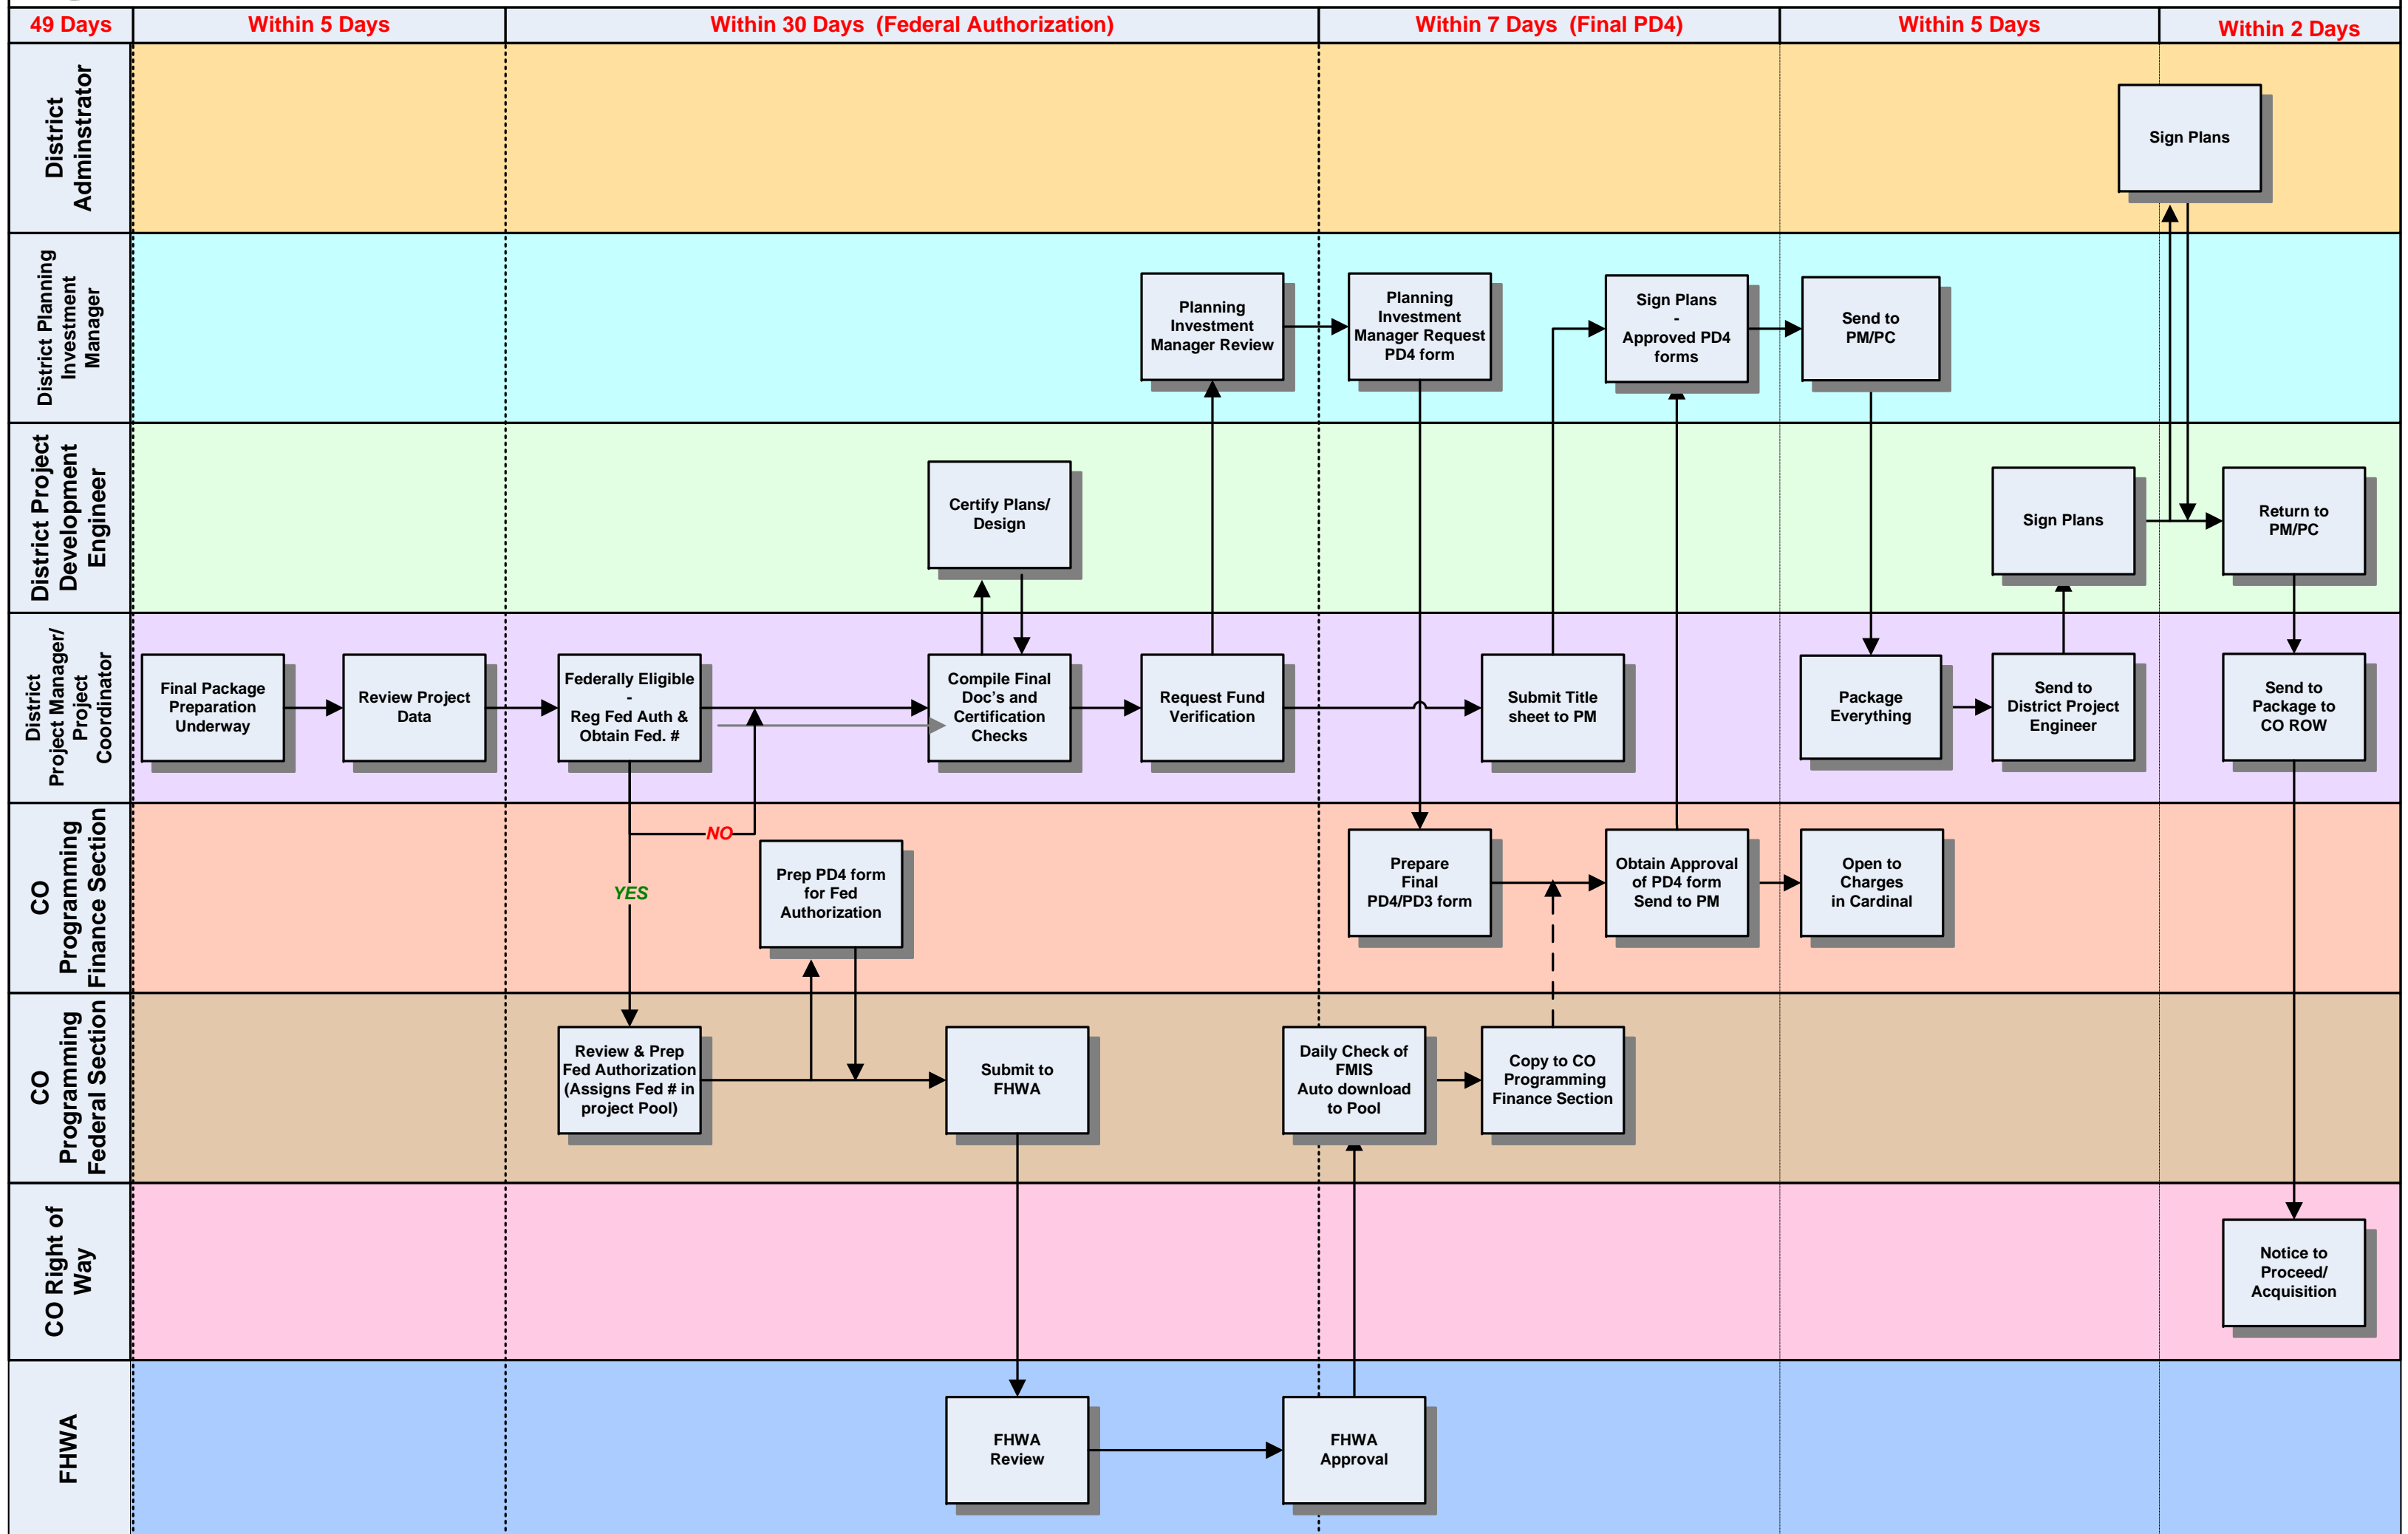 49 Days
Within 5 Days
Within 30 Days (Federal Authorization)
Within 7 Days (Final PD4)
Within 5 Days
Within 2 Days
District
Adminstrator
Sign Plans
District Planning
Investment
Manager
Planning
Investment
Manager Review
Planning
Investment
Manager Request
PD4 form
Sign Plans
-
Approved PD4
forms
Send to
PM/PC
District Project
Development
Engineer
Certify Plans/
Design
Sign Plans
Return to
PM/PC
District
Project Manager/
Project
Coordinator
Final Package
Preparation
Underway
Review Project
Data
Federally Eligible
-
Reg Fed Auth &
Obtain Fed. #
Compile Final
Doc's and
Certification
Checks
Request Fund
Verification
Submit Title
sheet to PM
Package
Everything
Send to
District Project
Engineer
Send to
Package to
CO ROW
CO
Programming
Finance Section
NO
YES
Prep PD4 form
for Fed
Authorization
Prepare
Final
PD4/PD3 form
Obtain Approval
of PD4 form
Send to PM
Open to
Charges
in Cardinal
CO
Programming
Federal Section
Review & Prep
Fed Authorization
(Assigns Fed # in
project Pool)
Submit to
FHWA
Daily Check of
FMIS
Auto download
to Pool
Copy to CO
Programming
Finance Section
CO Right of
Way
Notice to
Proceed/
Acquisition
FHWA
FHWA
Review
FHWA
Approval